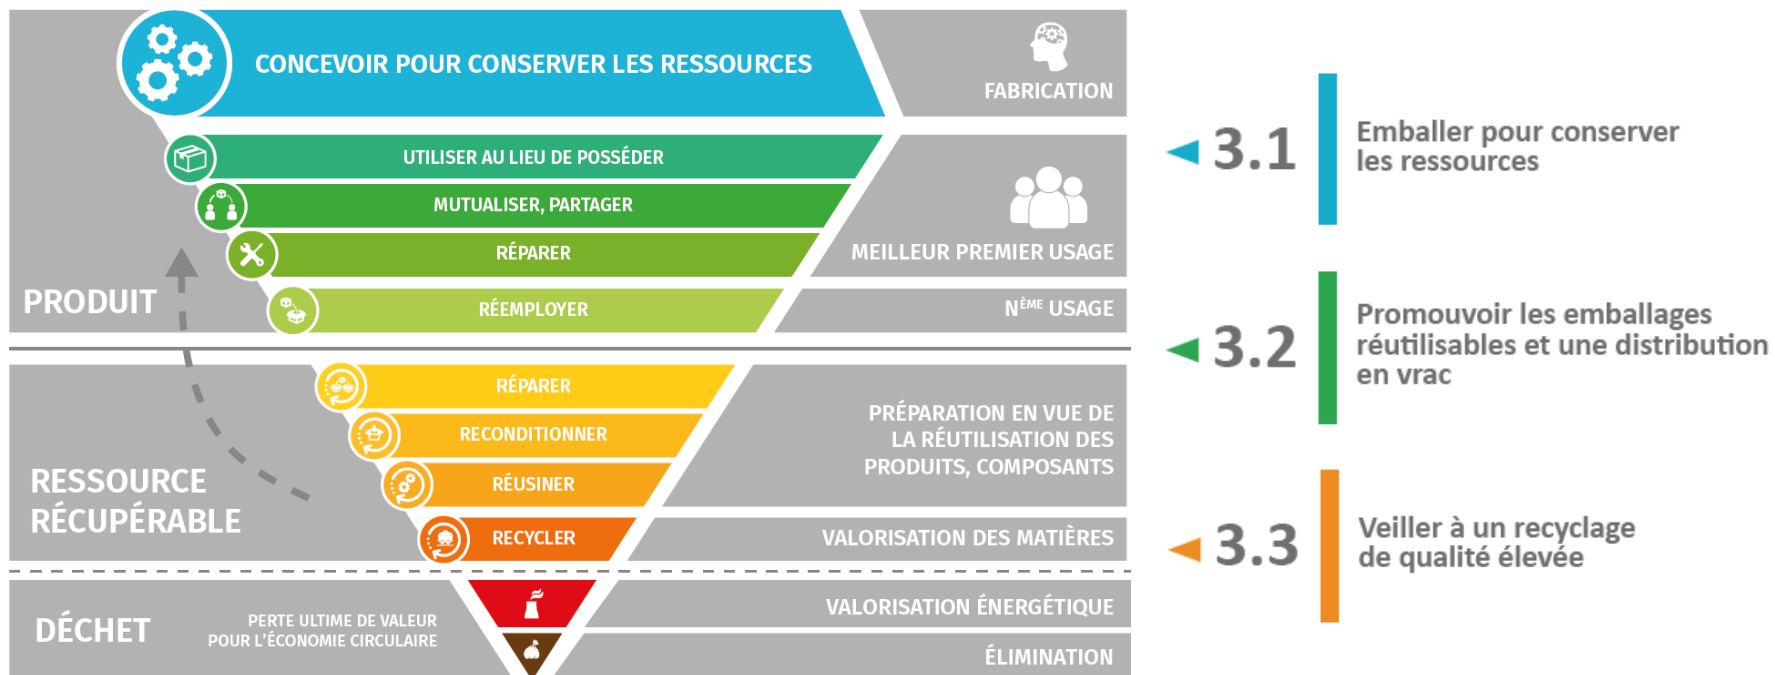 CONCEVOIR POUR CONSERVER LES RESSOURCES
FABRICATION
UTILISER AU LIEU DE POSSÉDER
MUTUALISER, PARTAGER
RÉPARER
MEILLEUR PREMIER USAGE
PRODUIT
RÉEMPLOYER
NÈME USAGE
RÉPARER
RECONDITIONNER
RÉUSINER
PRÉPARATION EN VUE DE
LA RÉUTILISATION DES
PRODUITS, COMPOSANTS
RESSOURCE
RÉCUPÉRABLE
RECYCLER
VALORISATION DES MATIÈRES
DÉCHET
PERTE ULTIME DE VALEUR
POUR L'ÉCONOMIE CIRCULAIRE
VALORISATION ÉNERGÉTIQUE
ÉLIMINATION
3.1
Emballer pour conserver
les ressources
3.2
Promouvoir les emballages
réutilisables et une distribution
en vrac
3.3
Veiller à un recyclage
de qualité élevée